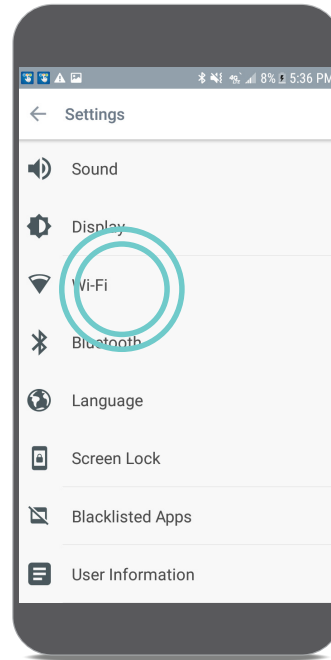 8% 5:36 PM
Settings
Sound
Display
Wi-Fi
Bluetooth
Language
Screen Lock
Blacklisted Apps
User Information